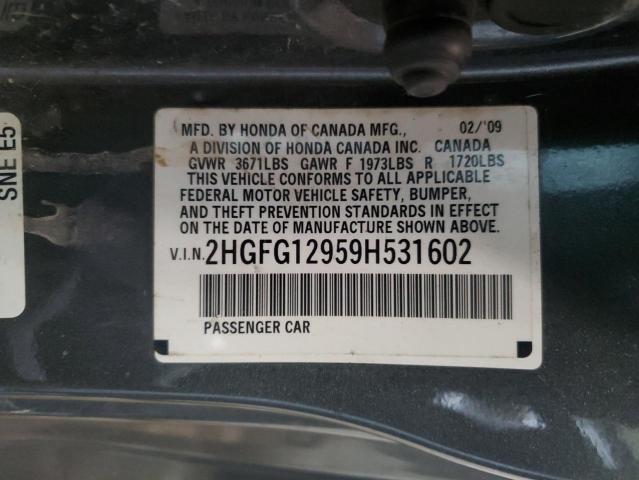 SNE E5
MFD. BY HONDA OF CANADA MFG., 02/'09
A DIVISION OF HONDA CANADA INC. CANADA
GVWR 3671LBS GAWR F 1973LBS R 1720LBS
THIS VEHICLE CONFORMS TO ALL APPLICABLE
FEDERAL MOTOR VEHICLE SAFETY, BUMPER,
AND THEFT PREVENTION STANDARDS IN EFFECT
ON THE DATE OF MANUFACTURE SHOWN ABOVE.
V.I.N. 2HGFG12959H531602
PASSENGER CAR